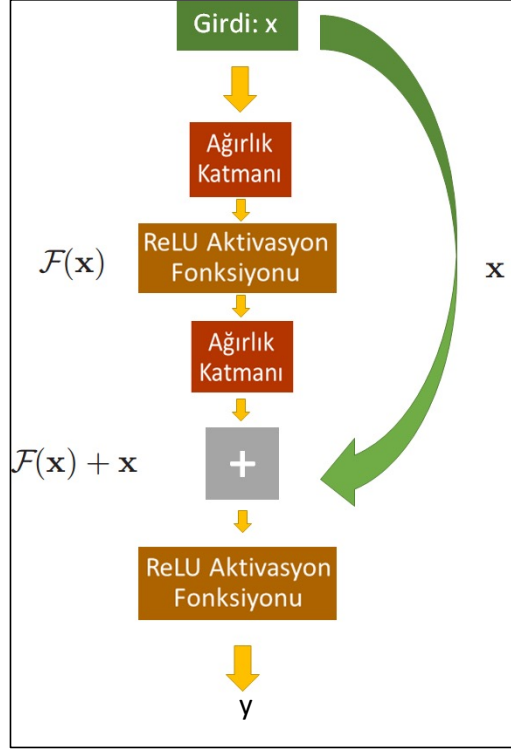 Girdi: x
Ağırlık
Katmanı
ReLU Aktivasyon
Fonksiyonu
ℱ(𝐱)
𝐱
Ağırlık
Katmanı
ℱ(𝐱) + 𝐱
+
ReLU Aktivasyon
Fonksiyonu
y